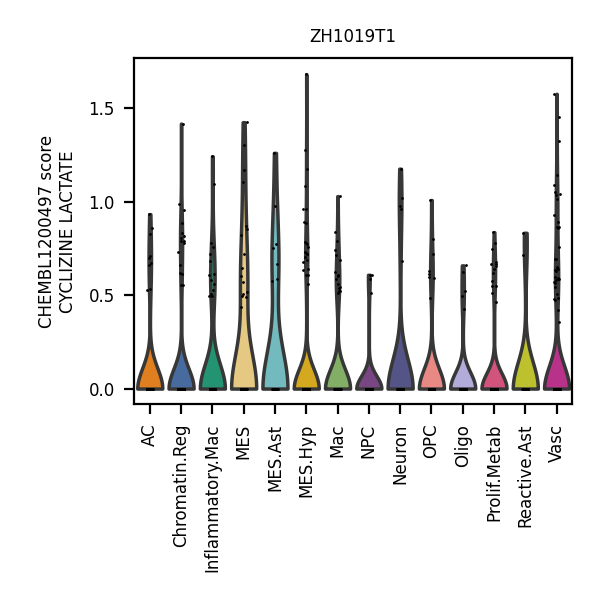 ZH1019T1
CHEMBL1200497 score
CYCLIZINE LACTATE
1.5
1.0
0.5
0.0
AC
Chromatin.Reg
Inflammatory.Mac
MES
MES.Ast
MES.Hyp
Mac
NPC
Neuron
OPC
Oligo
Prolif.Metab
Reactive.Ast
Vasc